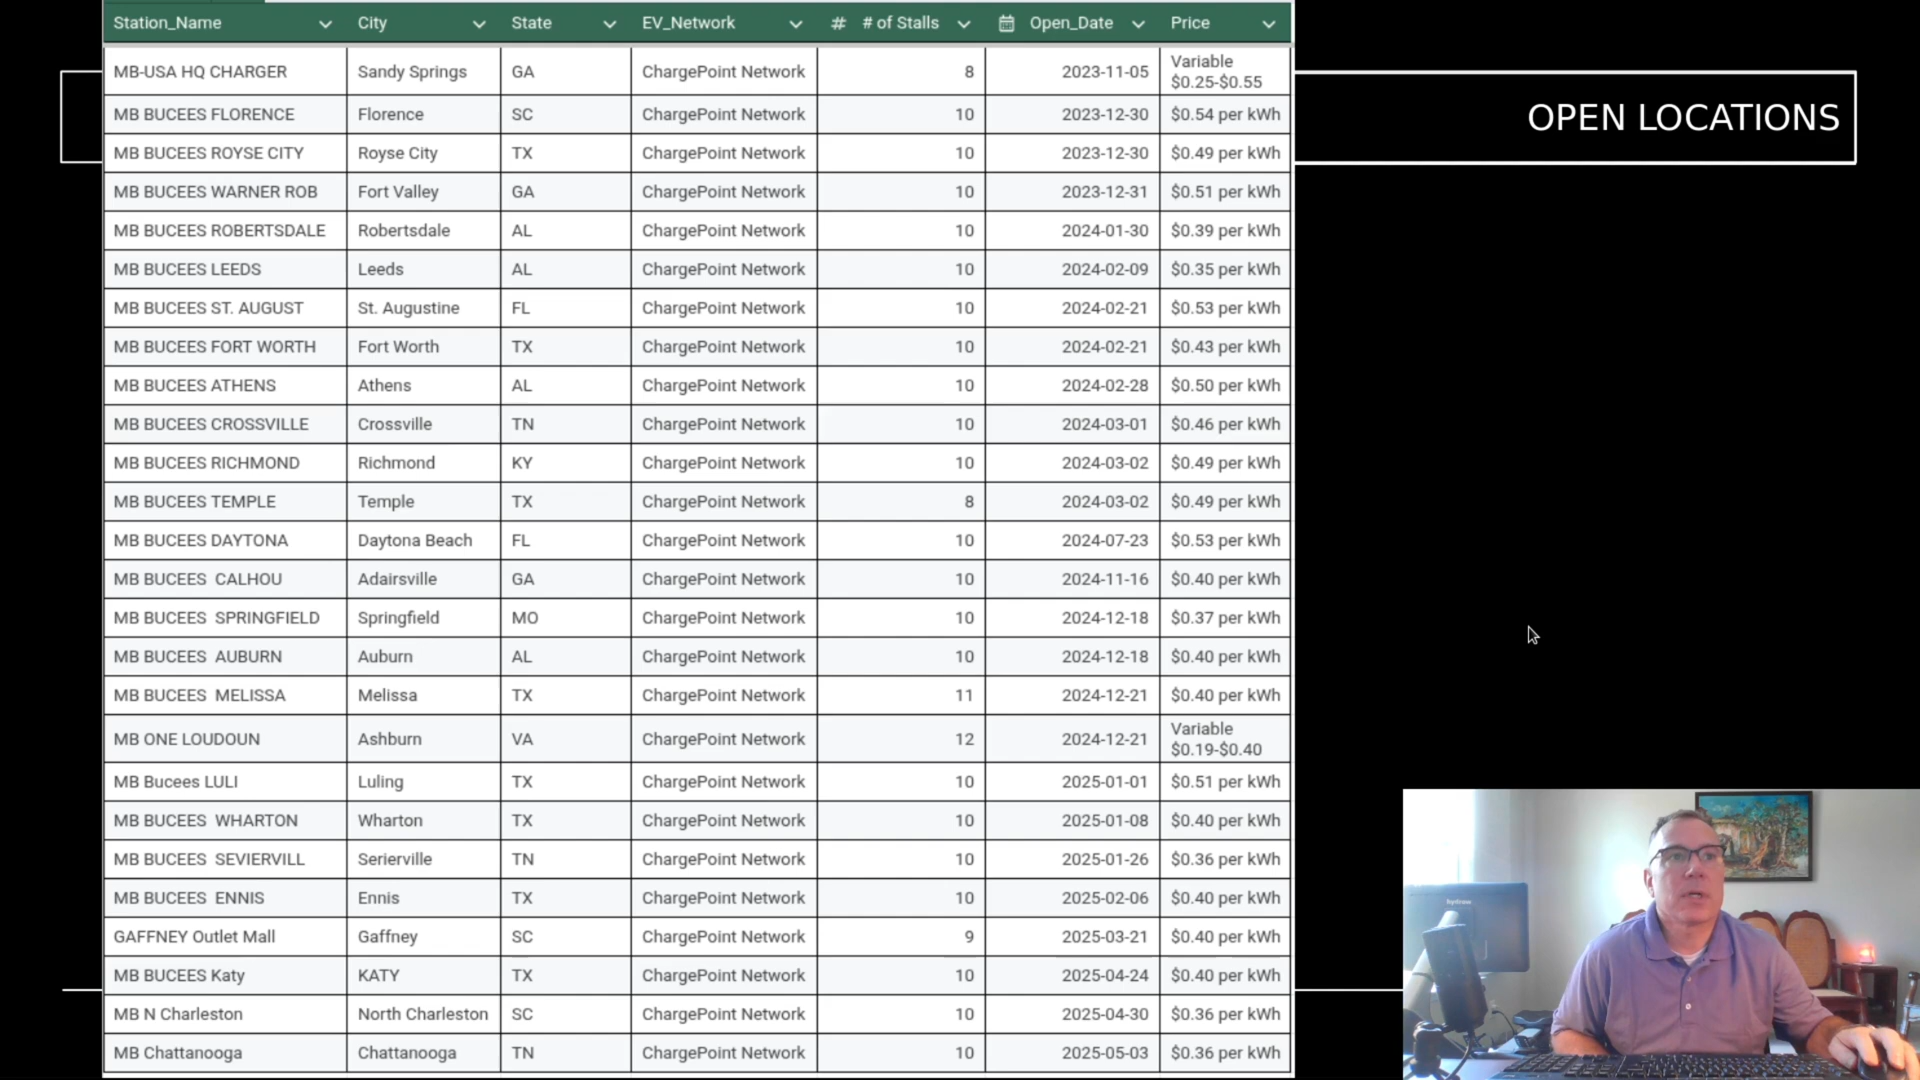 Station_Name City State EV_Network # # of Stalls Open_Date Price
MB-USA HQ CHARGER Sandy Springs GA ChargePoint Network 8 2023-11-05 Variable $0.25-$0.55
MB BUCEES FLORENCE Florence SC ChargePoint Network 10 2023-12-30 $0.54 per kWh
MB BUCEES ROYSE CITY Royse City TX ChargePoint Network 10 2023-12-30 $0.49 per kWh
MB BUCEES WARNER ROB Fort Valley GA ChargePoint Network 10 2023-12-31 $0.51 per kWh
MB BUCEES ROBERTSDALE Robertsdale AL ChargePoint Network 10 2024-01-30 $0.39 per kWh
MB BUCEES LEEDS Leeds AL ChargePoint Network 10 2024-02-09 $0.35 per kWh
MB BUCEES ST. AUGUST St. Augustine FL ChargePoint Network 10 2024-02-21 $0.53 per kWh
MB BUCEES FORT WORTH Fort Worth TX ChargePoint Network 10 2024-02-21 $0.43 per kWh
MB BUCEES ATHENS Athens AL ChargePoint Network 10 2024-02-28 $0.50 per kWh
MB BUCEES CROSSVILLE Crossville TN ChargePoint Network 10 2024-03-01 $0.46 per kWh
MB BUCEES RICHMOND Richmond KY ChargePoint Network 10 2024-03-02 $0.49 per kWh
MB BUCEES TEMPLE Temple TX ChargePoint Network 8 2024-03-02 $0.49 per kWh
MB BUCEES DAYTONA Daytona Beach FL ChargePoint Network 10 2024-07-23 $0.53 per kWh
MB BUCEES CALHOU Adairsville GA ChargePoint Network 10 2024-11-16 $0.40 per kWh
MB BUCEES SPRINGFIELD Springfield MO ChargePoint Network 10 2024-12-18 $0.37 per kWh
MB BUCEES AUBURN Auburn AL ChargePoint Network 10 2024-12-18 $0.40 per kWh
MB BUCEES MELISSA Melissa TX ChargePoint Network 11 2024-12-21 $0.40 per kWh
MB ONE LOUDOUN Ashburn VA ChargePoint Network 12 2024-12-21 Variable $0.19-$0.40
MB Bucees LULI Luling TX ChargePoint Network 10 2025-01-01 $0.51 per kWh
MB BUCEES WHARTON Wharton TX ChargePoint Network 10 2025-01-08 $0.40 per kWh
MB BUCEES SEVIERVILL Serierville TN ChargePoint Network 10 2025-01-26 $0.36 per kWh
MB BUCEES ENNIS Ennis TX ChargePoint Network 10 2025-02-06 $0.40 per kWh
GAFFNEY Outlet Mall Gaffney SC ChargePoint Network 9 2025-03-21 $0.40 per kWh
MB BUCEES Katy KATY TX ChargePoint Network 10 2025-04-24 $0.40 per kWh
MB N Charleston North Charleston SC ChargePoint Network 10 2025-04-30 $0.36 per kWh
MB Chattanooga Chattanooga TN ChargePoint Network 10 2025-05-03 $0.36 per kWh
OPEN LOCATIONS